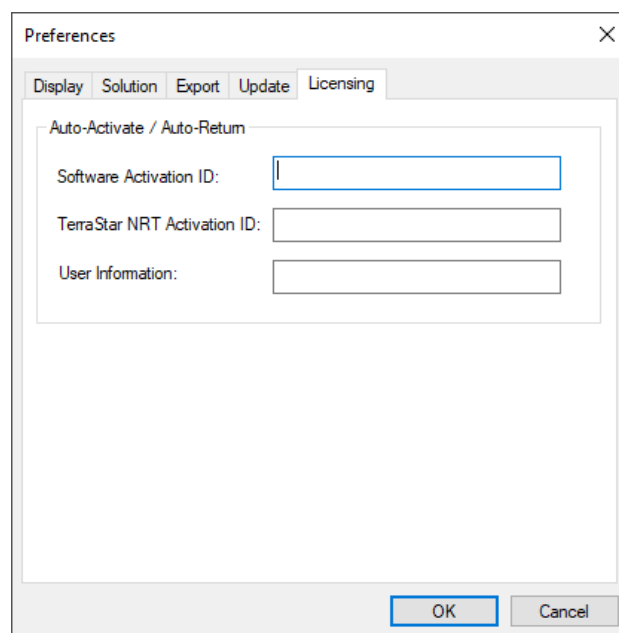 Preferences
Display Solution Export Update Licensing
Auto-Activate / Auto-Return
Software Activation ID:
TerraStar NRT Activation ID:
User Information:
OK Cancel